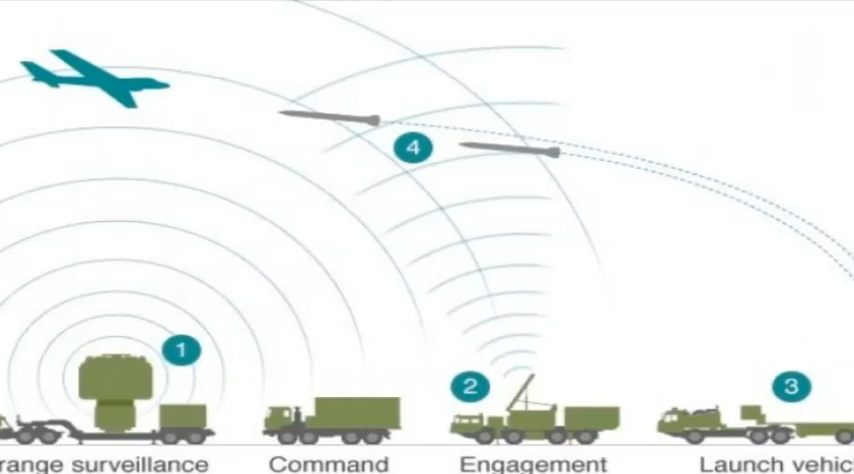 4
1
2
3
range surveillance
Command
Engagement
Launch vehic